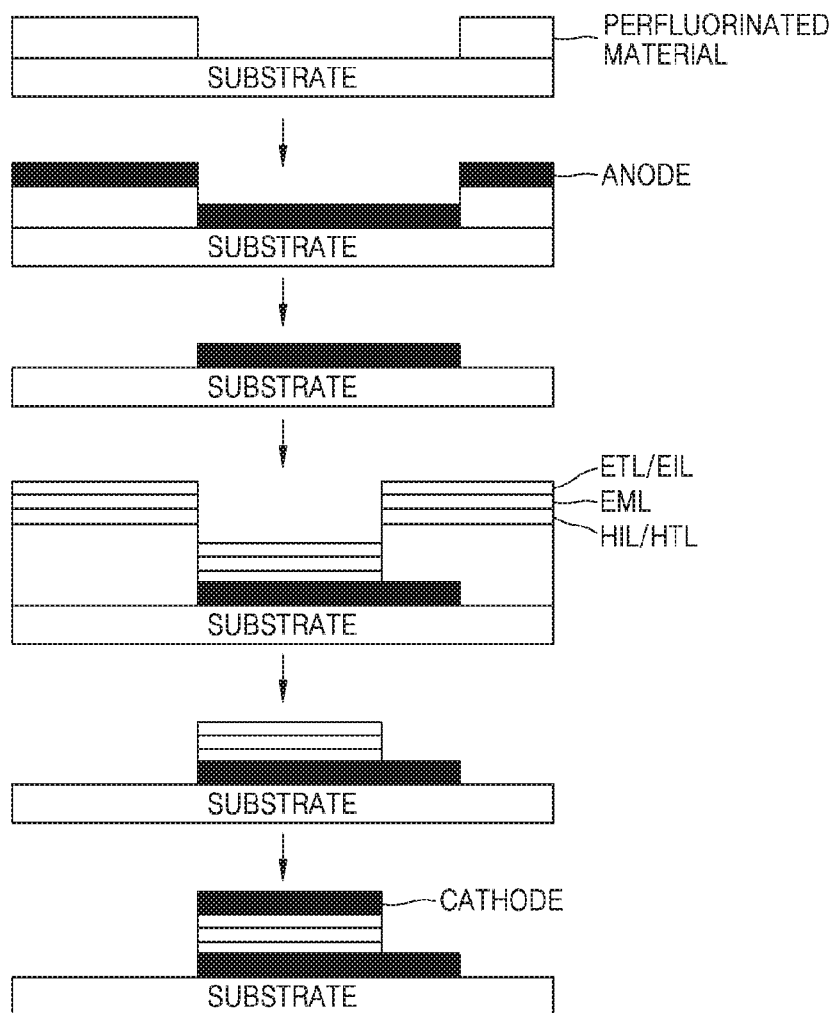 PERFLUORINATED
MATERIAL
SUBSTRATE
ANODE
SUBSTRATE
SUBSTRATE
ETL/EIL
EML
HIL/HTL
SUBSTRATE
SUBSTRATE
CATHODE
SUBSTRATE